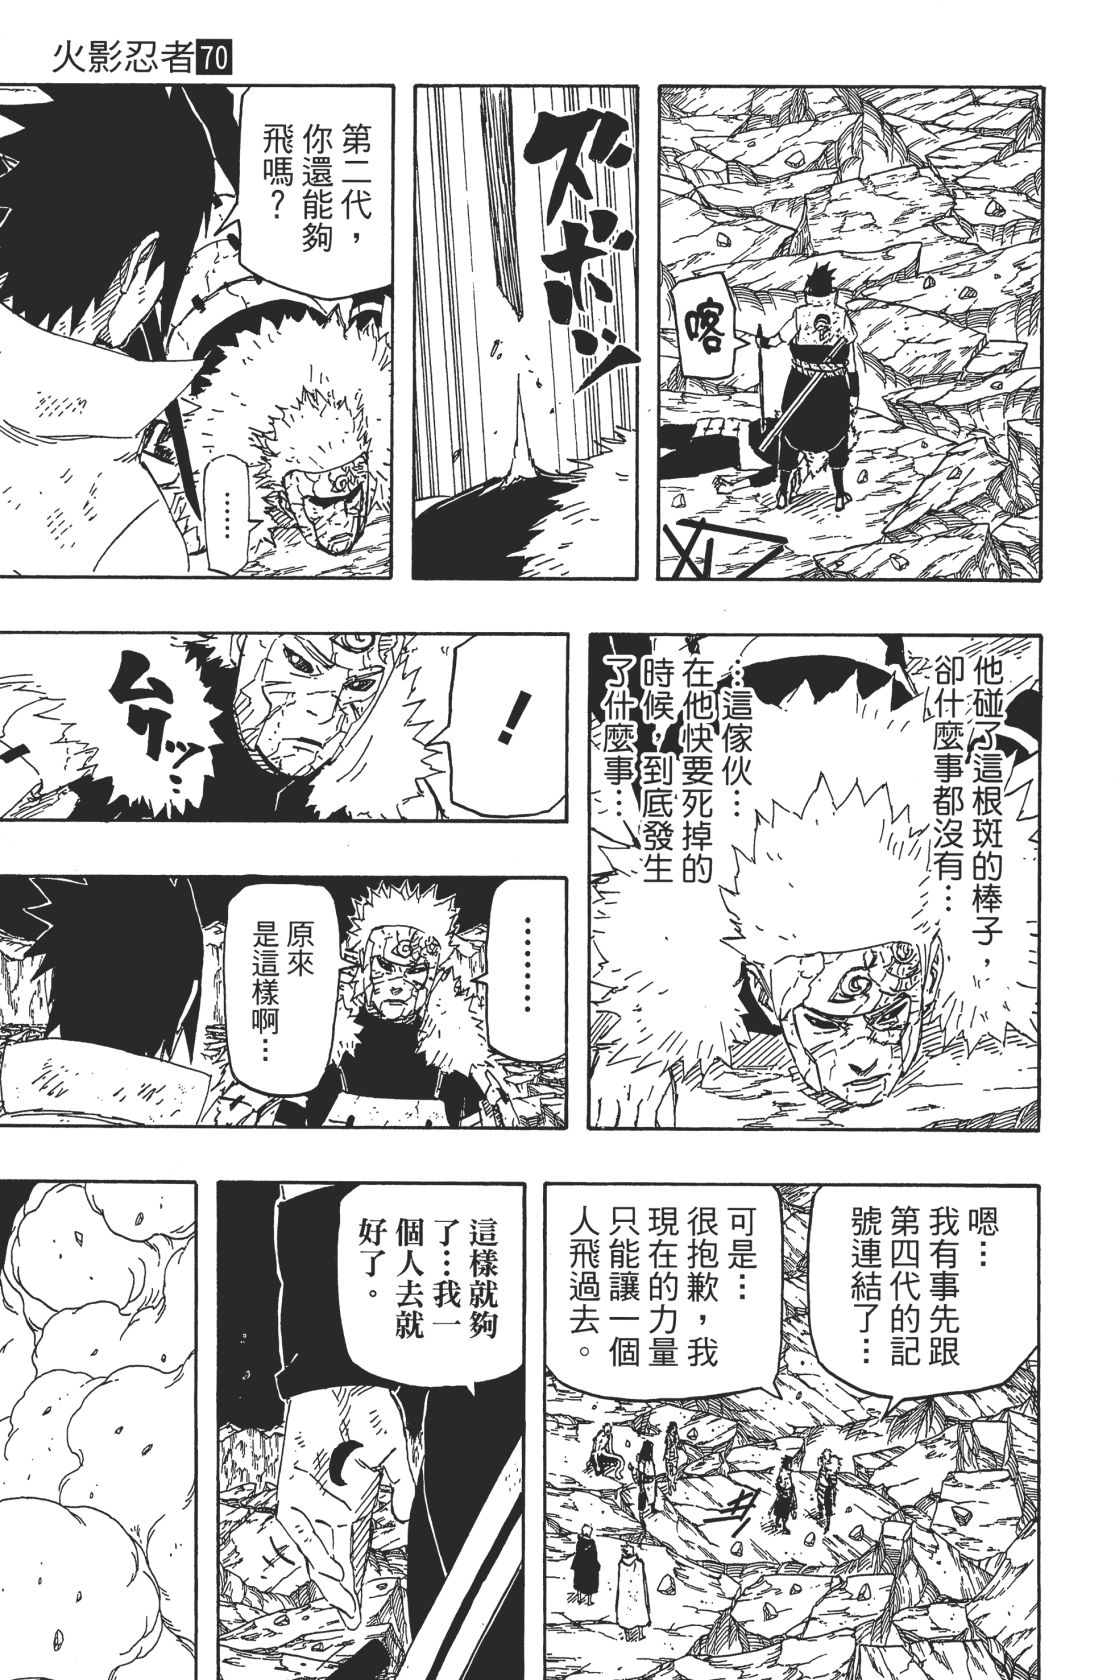 火影忍者70
喀
ズボッ
第二代，
你還能夠
飛嗎？
……
他碰了這根斑的棒子，
卻什麼事都沒有…
…這傢伙…
在他快要死掉的
時候，到底發生
了什麼事…
！
ムクッ…
………
原來
是這樣啊…
嗯…
我有事先跟
第四代的記
號連結了…
可是…
很抱歉，我
現在的力量
只能讓一個
人飛過去。
這樣就夠
了…我一
個人去就
好了。